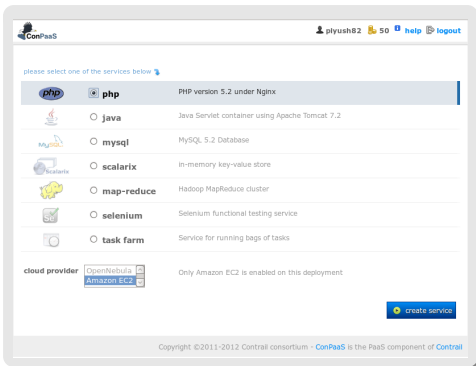 ConPaaS
piyush82 50 help logout
please select one of the services below
php php PHP version 5.2 under Nginx
java Java Servlet container using Apache Tomcat 7.2
MySQL mysql MySQL 5.2 Database
Scalarix scalarix in-memory key-value store
map-reduce Hadoop MapReduce cluster
selenium Selenium functional testing service
task farm Service for running bags of tasks
cloud provider OpenNebula Only Amazon EC2 is enabled on this deployment
Amazon EC2
create service
Copyright ©2011-2012 Contrail consortium - ConPaaS is the PaaS component of Contrail